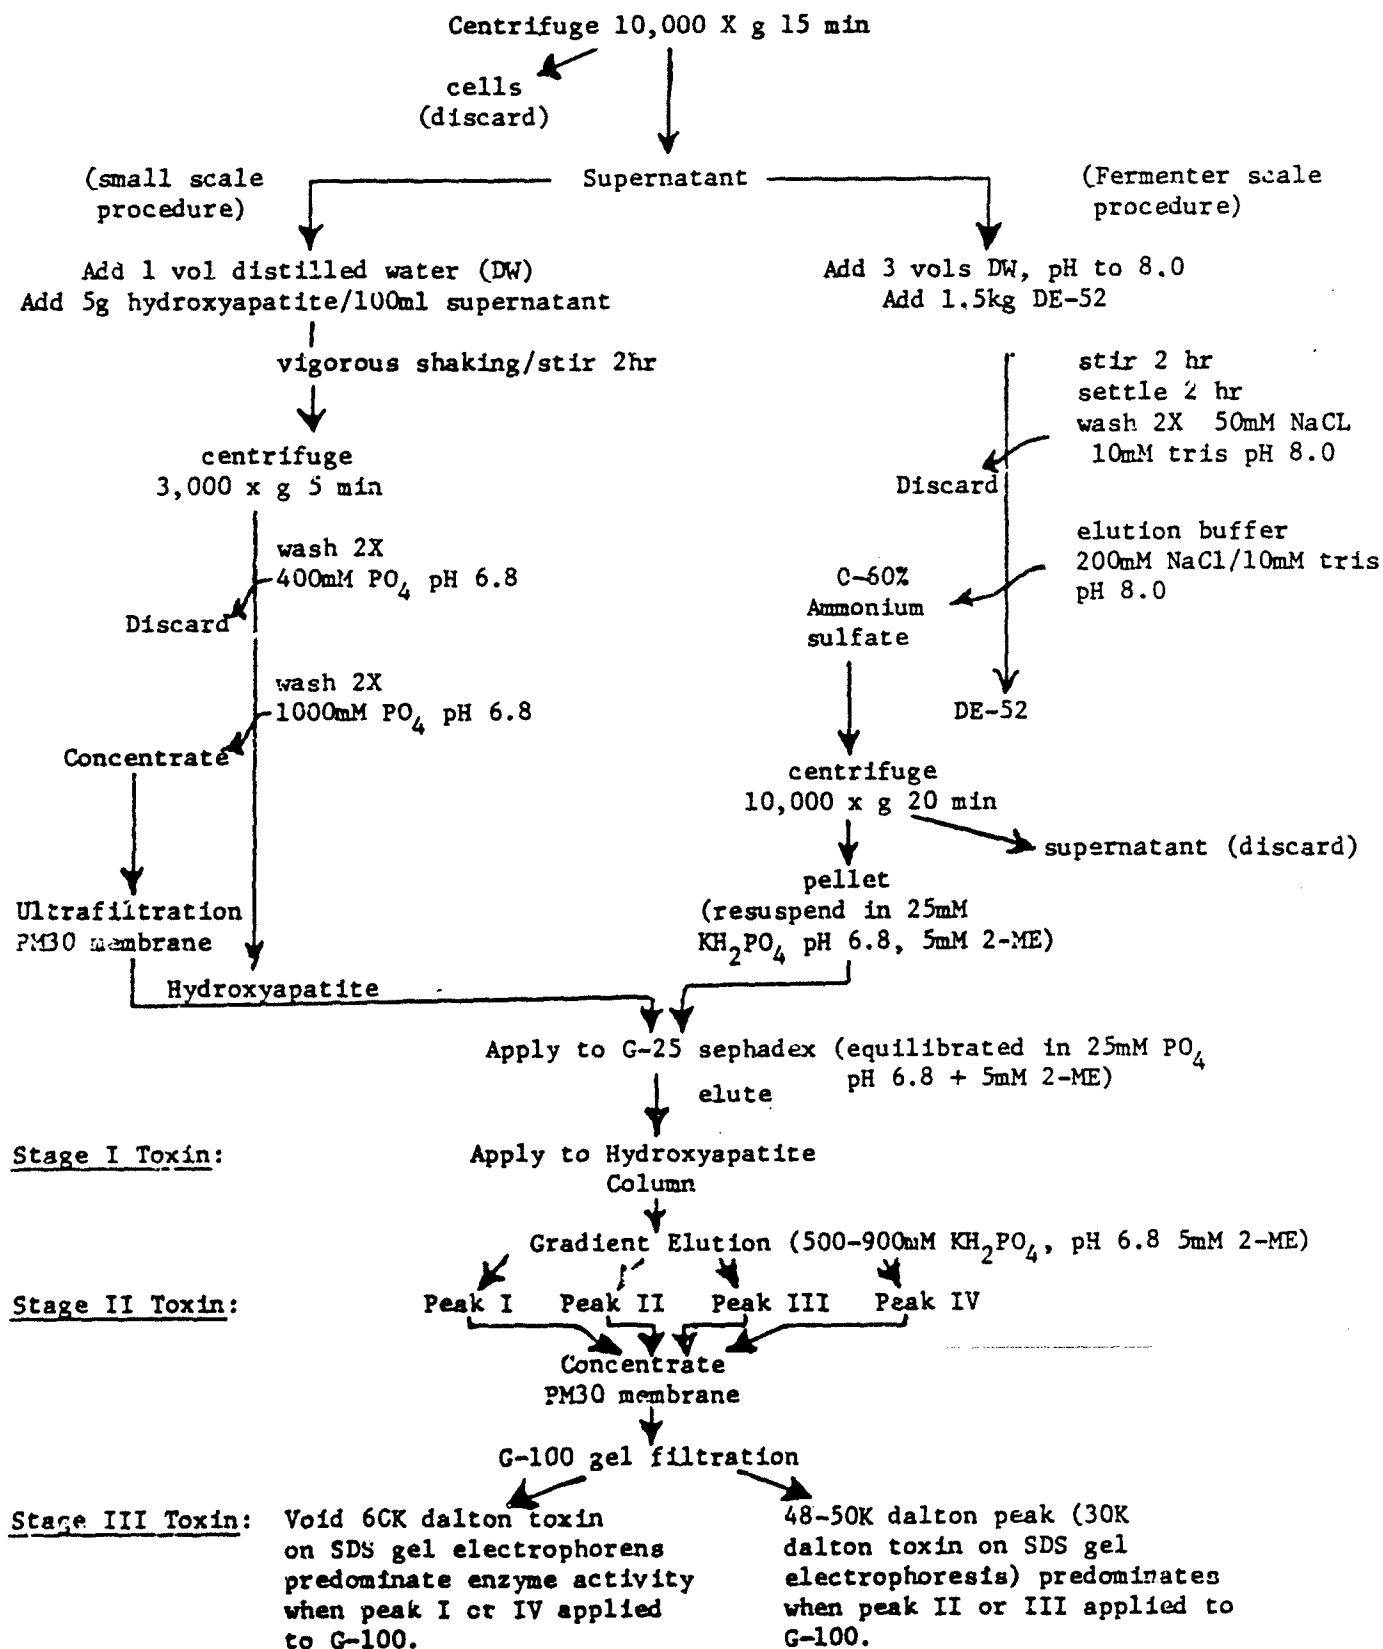 Centrifuge 10,000 X g 15 min
cells
(discard)
(small scale
procedure)
Supernatant
(Fermenter scale
procedure)
Add 1 vol distilled water (DW)
Add 5g hydroxyapatite/100ml supernatant
vigorous shaking/stir 2hr
centrifuge
3,000 x g 5 min
wash 2X
400mM PO4 pH 6.8
Discard
wash 2X
1000mM PO4 pH 6.8
Concentrate
Ultrafiltration
PM30 membrane
Hydroxyapatite
Add 3 vols DW, pH to 8.0
Add 1.5kg DE-52
stir 2 hr
settle 2 hr
wash 2X 50mM NaCL
10mM tris pH 8.0
Discard
elution buffer
200mM NaCl/10mM tris
pH 8.0
0-60%
Ammonium
sulfate
DE-52
centrifuge
10,000 x g 20 min
supernatant (discard)
pellet
(resuspend in 25mM
KH2PO4 pH 6.8, 5mM 2-ME)
Apply to G-25 sephadex (equilibrated in 25mM PO4
pH 6.8 + 5mM 2-ME)
elute
Stage I Toxin:
Apply to Hydroxyapatite
Column
Gradient Elution (500-900mM KH2PO4, pH 6.8 5mM 2-ME)
Stage II Toxin:
Peak I Peak II Peak III Peak IV
Concentrate
PM30 membrane
G-100 gel filtration
Stage III Toxin:
Void 60K dalton toxin
on SDS gel electrophorens
predominate enzyme activity
when peak I or IV applied
to G-100.
48-50K dalton peak (30K
dalton toxin on SDS gel
electrophoresis) predominates
when peak II or III applied to
G-100.